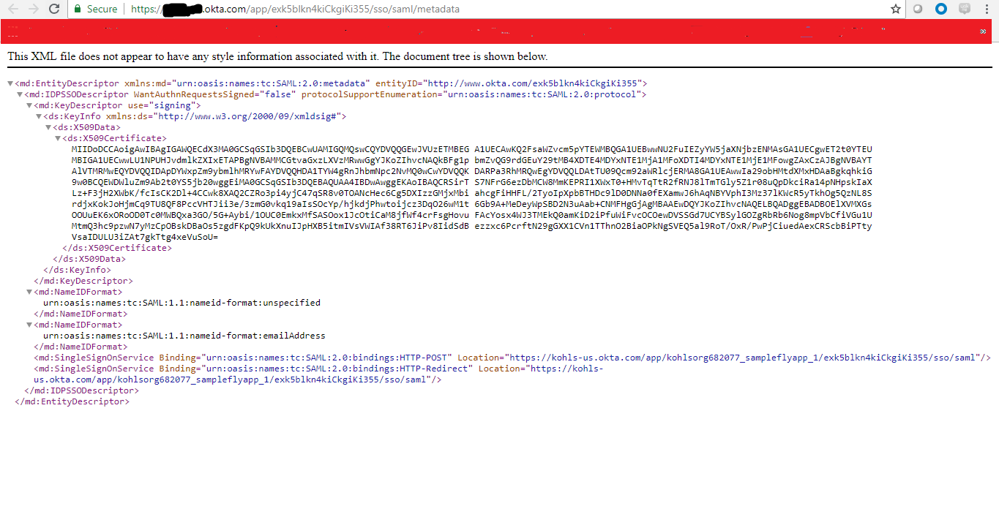 Secure | https:// .okta.com/app/exk5blkn4kiCkgiKi355/sso/saml/metadata
»
This XML file does not appear to have any style information associated with it. The document tree is shown below.
▼<md:EntityDescriptor xmlns:md="urn:oasis:names:tc:SAML:2.0:metadata" entityID="http://www.okta.com/exk5blkn4kiCkgiKi355">
▼<md:IDPSSODescriptor WantAuthnRequestsSigned="false" protocolSupportEnumeration="urn:oasis:names:tc:SAML:2.0:protocol">
▼<md:KeyDescriptor use="signing">
▼<ds:KeyInfo xmlns:ds="http://www.w3.org/2000/09/xmldsig#">
▼<ds:X509Data>
▼<ds:X509Certificate>
MIIDoDCCAoigAwIBAgIGAWQECdX3MA0GCSqGSIb3DQEBCwUAMIGQMQswCQYDVQQGEwJVUzETMBEG A1UECAwKQ2FsaWZvcm5pYTEWMBQGA1UEBwwNU2FuIEZyYW5jaXNjbzENMAsGA1UECgwET2t0YTEU
MBIGA1UECwwLU1NPUHJvdmlkZXIxETAPBgNVBAMMCGtvaGxzLXVzMRwwGgYJKoZIhvcNAQkBFg1p bmZvQG9rdGEuY29tMB4XDTE4MDYxNTE1MjA1MFoXDTI4MDYxNTE1MjE1MFowgZAxCzAJBgNVBAYT
AlVTMRMwEQYDVQQIDApDYWxpZm9ybmlhMRYwFAYDVQQHDA1TYW4gRnJhbmNpc2NvMQ0wCwYDVQQK DARPa3RhMRQwEgYDVQQLDAtTU09Qcm92aWRlcjERMA8GA1UEAwwIa29obHMtdXMxHDAaBgkqhkiG
9w0BCQEWDWluZm9Ab2t0YS5jb20wggEiMA0GCSqGSIb3DQEBAQUAA4IBDwAwggEKAoIBAQCRSirT S7NFrG6ezDbMCW8MmKEPRI1XWxT0+HMvTqTtR2fRNJ8lTmTGly5Z1r08uQpDkciRa14pNHpskIaX
Lz+F3jH2XWbK/fcIsCK2Dl+4CCwk8XAQ2CZRo3pi4yjC47qSR8v0TOANcHec6Cg5DXIzzGMjxMbi ahcgFiHHFL/2TyoIpXpbBTHDc9lD0DNNa0fEXamwJ6hAqNBYVphI3Mz37lKWcR5yTkhOg5QzNL8S
rdjxKokJoHjmCq9TU8QF8PccVHTJii3e/3zmG0vkq19aIsSOcYp/hjkdjPhwtoijcz3DqO26wM1t 6Gb9A+MeDeyWpSBD2N3uAab+CNMFHgGjAgMBAAEwDQYJKoZIhvcNAQELBQADggEBADBOElXVMXGs
OOUuEK6xORoOD0Tc0MWBQxa3GO/5G+Aybi/1OUC0EmkxMfSASOox1JcOtiCaM8jfWf4crFsgHovu FAcYosx4WJ3TMEkQ0amKiD2iPfuWiFvcOCOewDVSSGd7UCYBSylGOZgRbRb6Nog8mpVbCfiVGu1U
MtmQ3hc9pzwN7yMzCpOBskDBaOs5zgdFKpQ9kUkXnuIJpHXB5itmIVsVWIAf38RT6JiPv8IidSdB ezzxc6PcrftN29gGXX1CVn1TThnO2BiaOPkNgSVEQ5al9RoT/OxR/PwPjCiuedAexCRScbBiPTty
VsaIDULU3iZAt7gkTtg4xeVuSoU=
</ds:X509Certificate>
</ds:X509Data>
</ds:KeyInfo>
</md:KeyDescriptor>
▼<md:NameIDFormat>
urn:oasis:names:tc:SAML:1.1:nameid-format:unspecified
</md:NameIDFormat>
▼<md:NameIDFormat>
urn:oasis:names:tc:SAML:1.1:nameid-format:emailAddress
</md:NameIDFormat>
<md:SingleSignOnService Binding="urn:oasis:names:tc:SAML:2.0:bindings:HTTP-POST" Location="https://kohls-us.okta.com/app/kohlsorg682077_sampleflyapp_1/exk5blkn4kiCkgiKi355/sso/saml"/>
<md:SingleSignOnService Binding="urn:oasis:names:tc:SAML:2.0:bindings:HTTP-Redirect" Location="https://kohls-
us.okta.com/app/kohlsorg682077_sampleflyapp_1/exk5blkn4kiCkgiKi355/sso/saml"/>
</md:IDPSSODescriptor>
</md:EntityDescriptor>